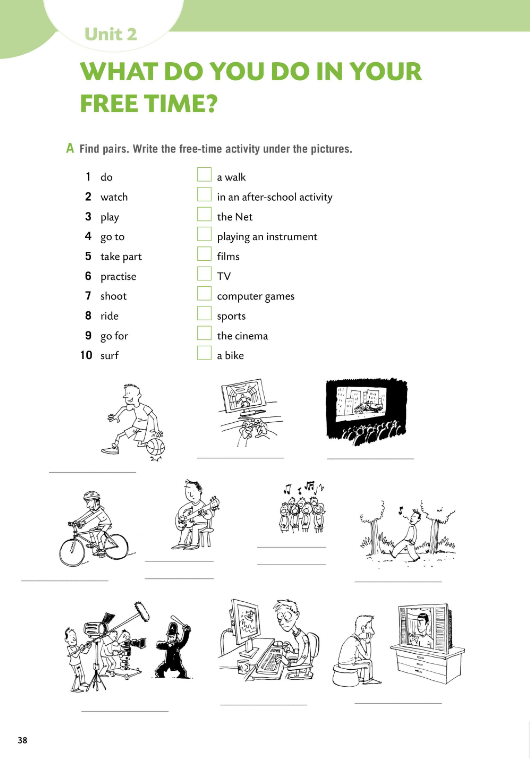 Unit 2
WHAT DO YOU DO IN YOUR
FREE TIME?
A Find pairs. Write the free-time activity under the pictures.
1 do a walk
2 watch in an after-school activity
3 play the Net
4 go to playing an instrument
5 take part films
6 practise TV
7 shoot computer games
8 ride sports
9 go for the cinema
10 surf a bike
38